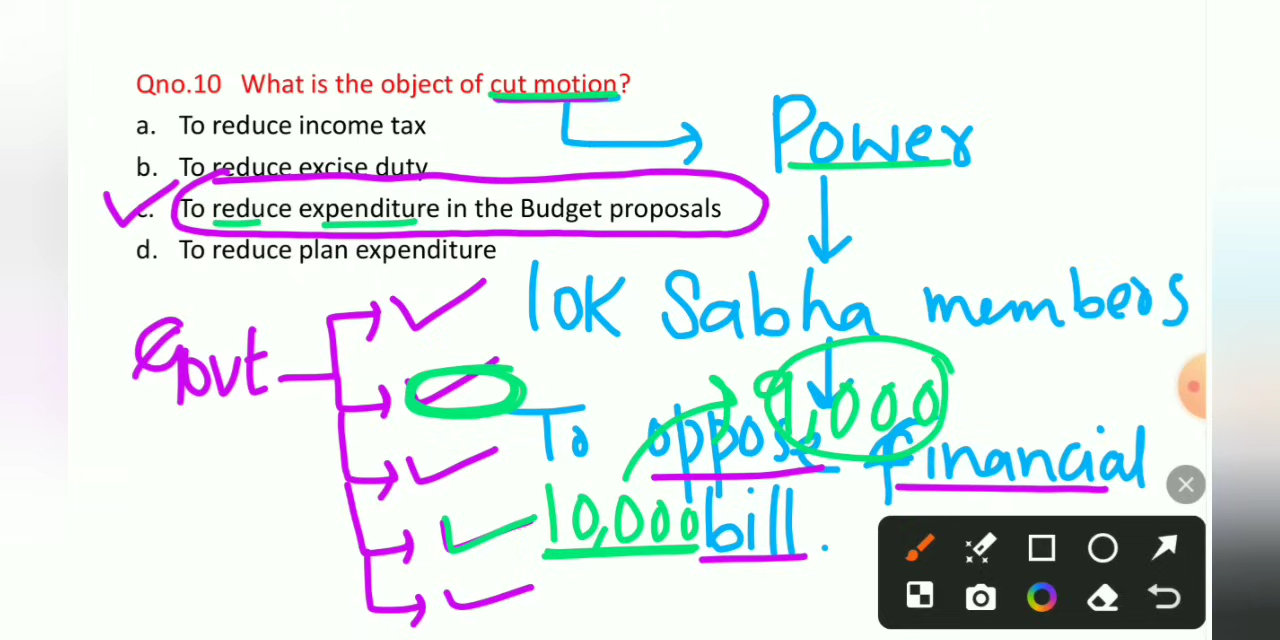 Qno.10 What is the object of cut motion?
a. To reduce income tax
b. To reduce excise duty
c. To reduce expenditure in the Budget proposals
d. To reduce plan expenditure
Power
lok Sabha members
Govt
9,000
To oppose financial
10,000 bill.